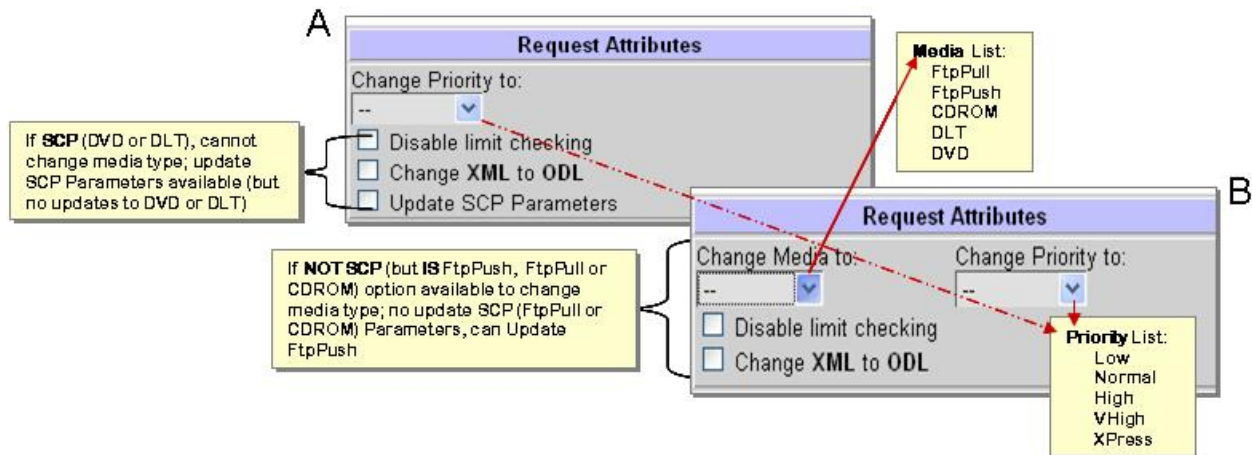 A
Request Attributes
Change Priority to:
--
Disable limit checking
Change XML to ODL
Update SCP Parameters
If SCP (DVD or DLT), cannot
change media type; update
SCP Parameters available (but
no updates to DVD or DLT)
Media List:
FtpPull
FtpPush
CDROM
DLT
DVD
B
Request Attributes
Change Media to:
--
Change Priority to:
--
Disable limit checking
Change XML to ODL
If NOT SCP (but IS FtpPush, FtpPull or
CDROM) option available to change
media type; no update SCP (FtpPull or
CDROM) Parameters, can Update
FtpPush
Priority List:
Low
Normal
High
VHigh
XPress